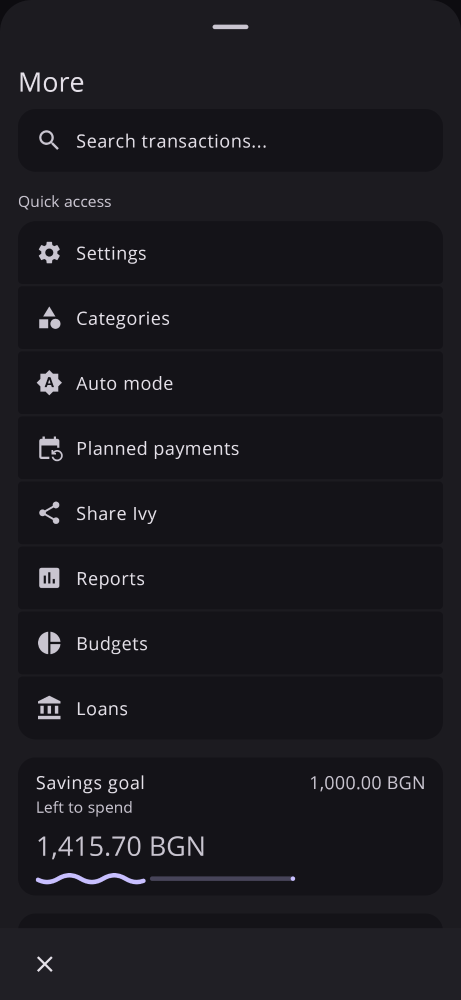 More
Search transactions...
Quick access
Settings
Categories
A
Auto mode
Planned payments
Share Ivy
Reports
Budgets
Loans
Savings goal 1,000.00 BGN
Left to spend
1,415.70 BGN